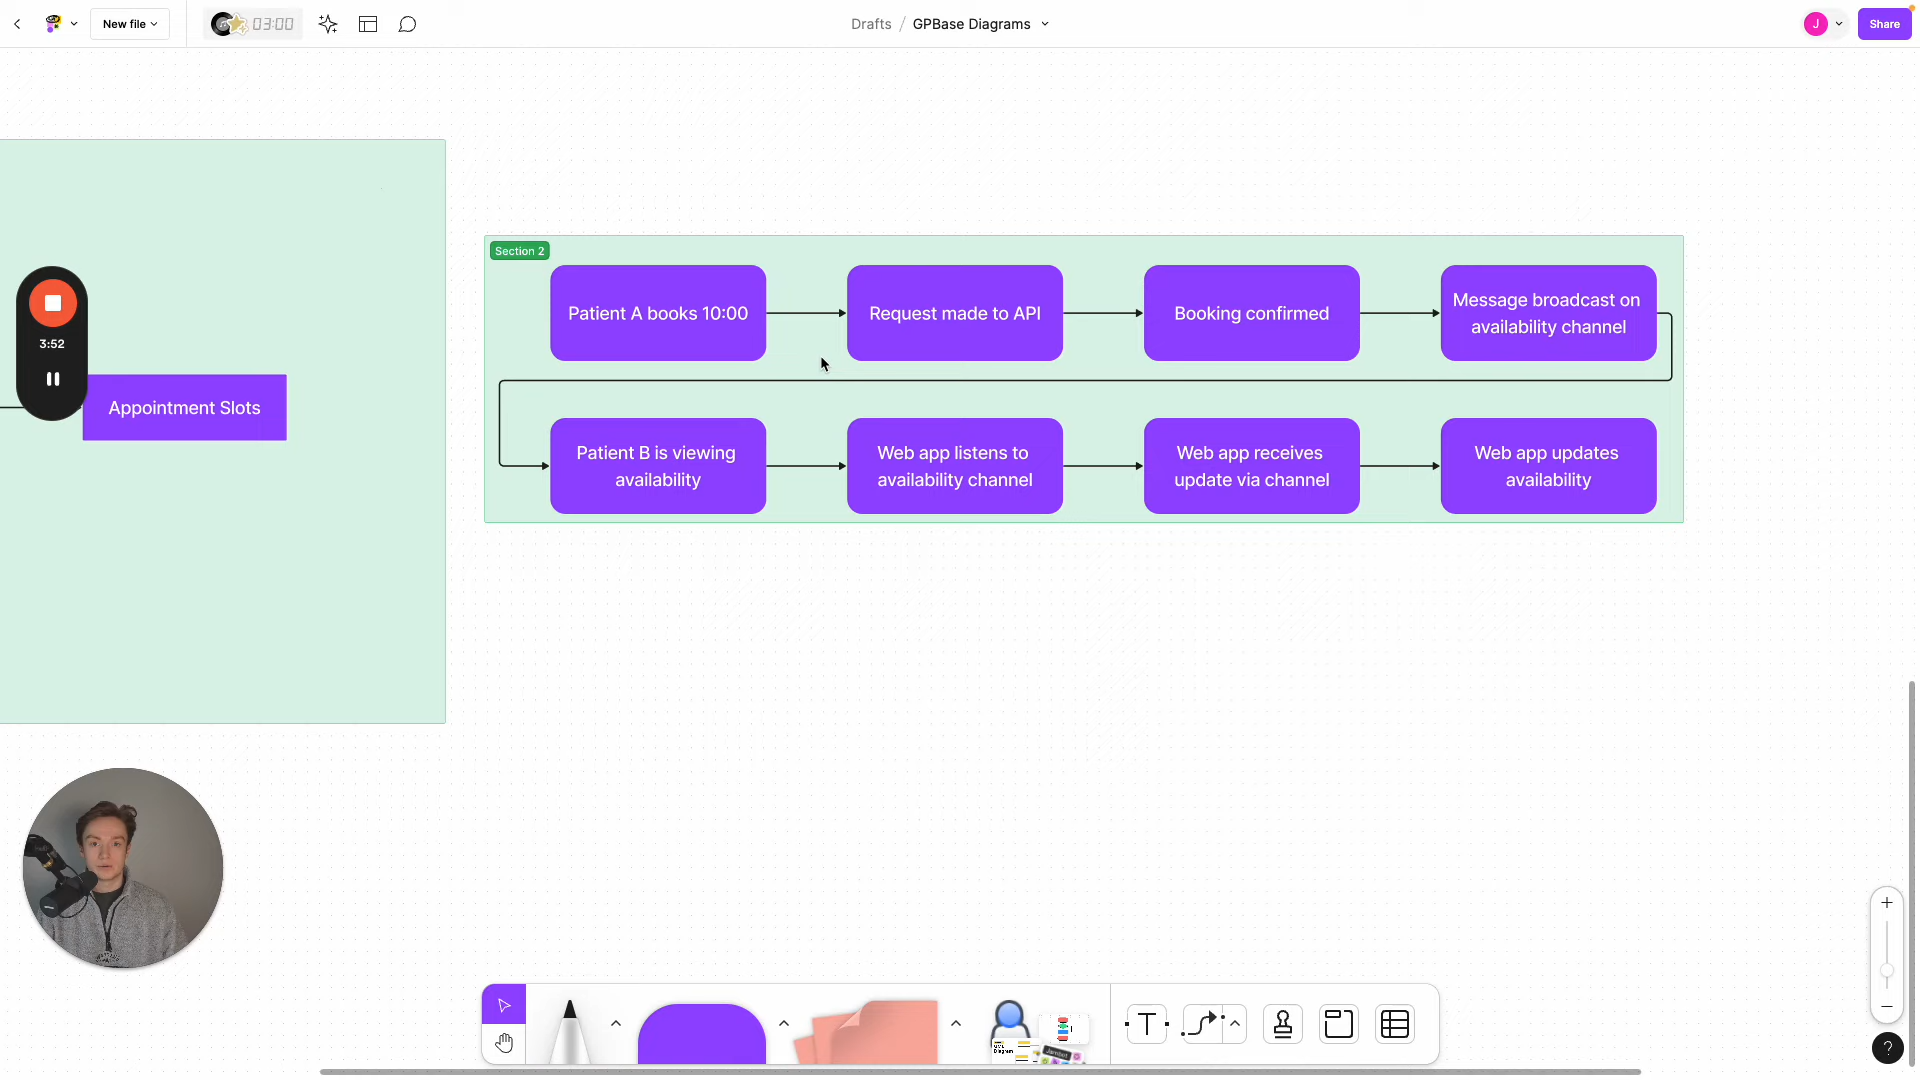 New file
03:00
Drafts / GPBase Diagrams
J
Share
Section 2
Patient A books 10:00
Request made to API
Booking confirmed
Message broadcast on
availability channel
3:52
Appointment Slots
Patient B is viewing
availability
Web app listens to
availability channel
Web app receives
update via channel
Web app updates
availability
T
?